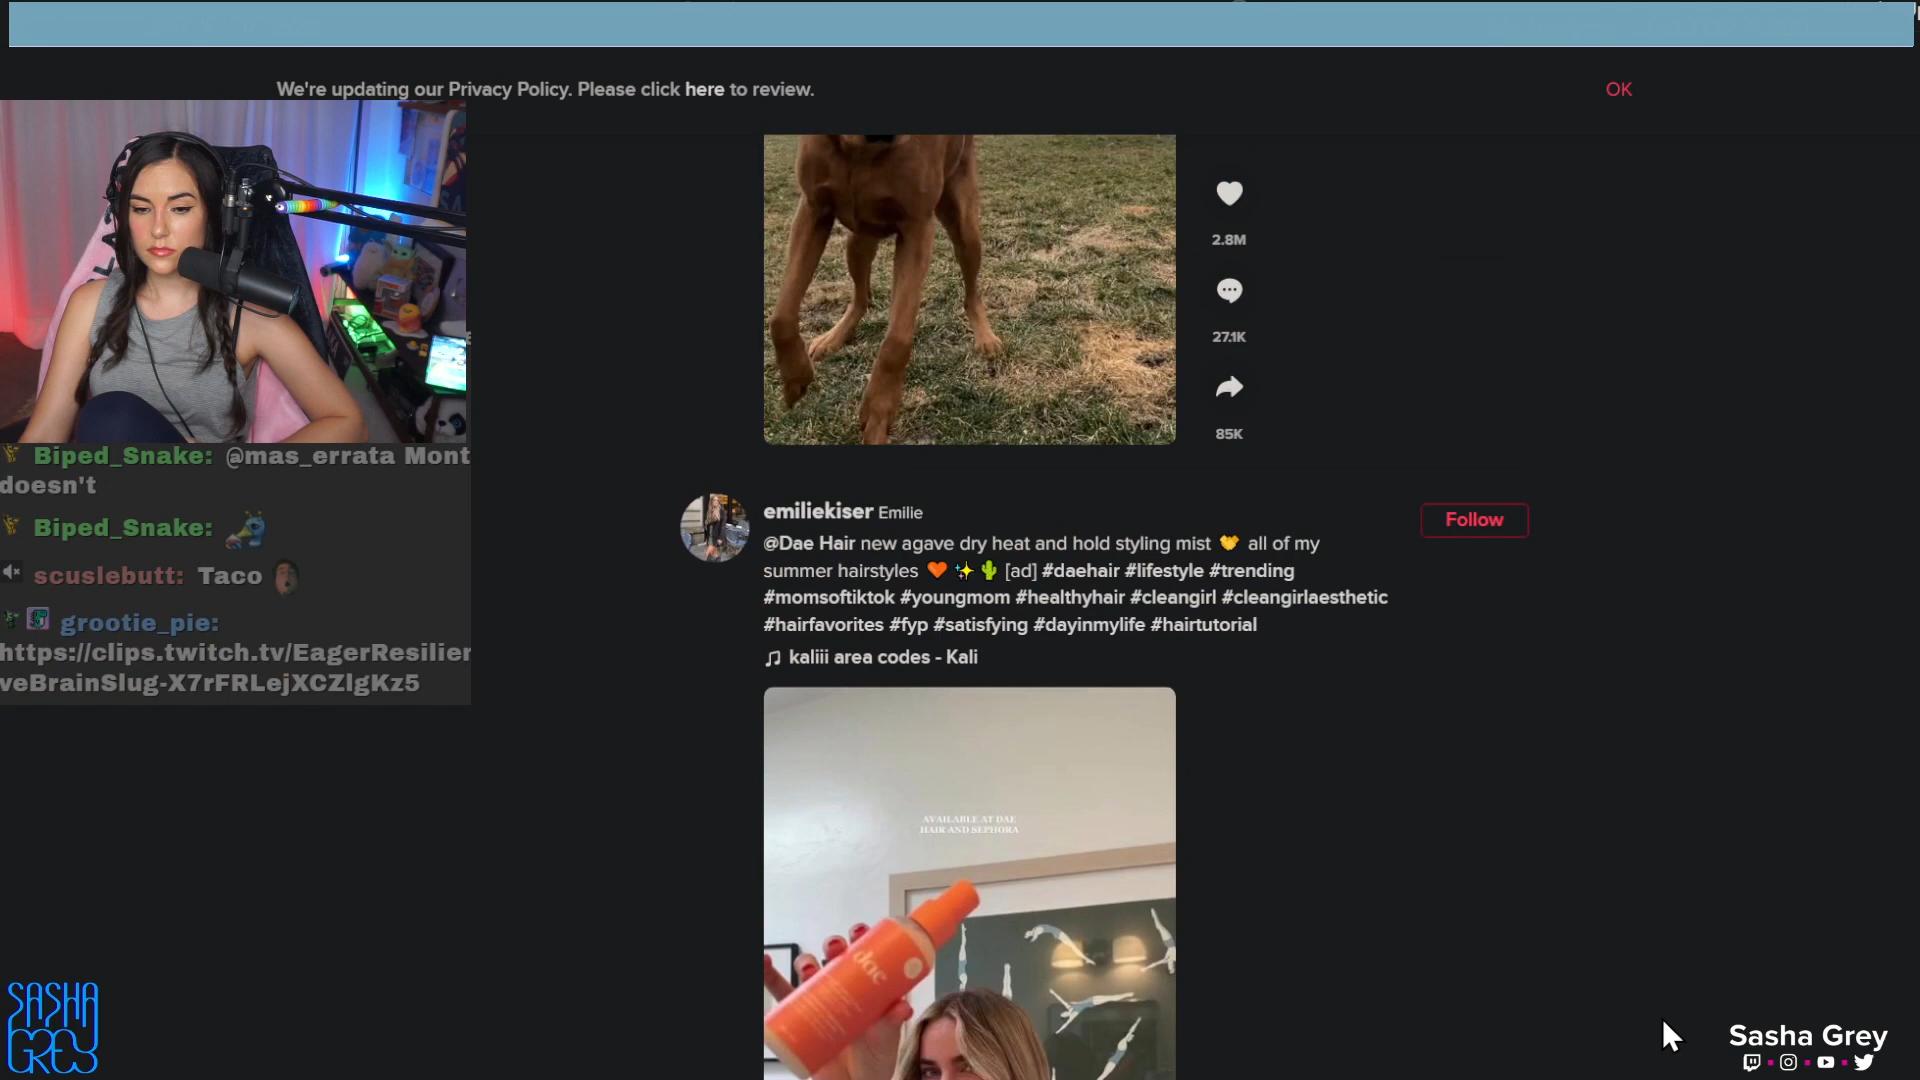 We're updating our Privacy Policy. Please click here to review.
OK
2.8M
27.1K
85K
Biped_Snake: @mas_errata Mont
doesn't
Biped_Snake:
scuslebutt: Taco
grootie_pie:
https://clips.twitch.tv/EagerResilier
veBrainSlug-X7rFRLejXCZlgKz5
emiliekiser Emilie
Follow
@Dae Hair new agave dry heat and hold styling mist 🧡 all of my
summer hairstyles 🧡 ✨ 🌵 [ad] #daehair #lifestyle #trending
#momsoftiktok #youngmom #healthyhair #cleangirl #cleangirlaesthetic
#hairfavorites #fyp #satisfying #dayinmylife #hairtutorial
kaliii area codes - Kali
AVAILABLE AT DAE
HAIR AND SEPHORA
dae
SASHA
GREY
Sasha Grey